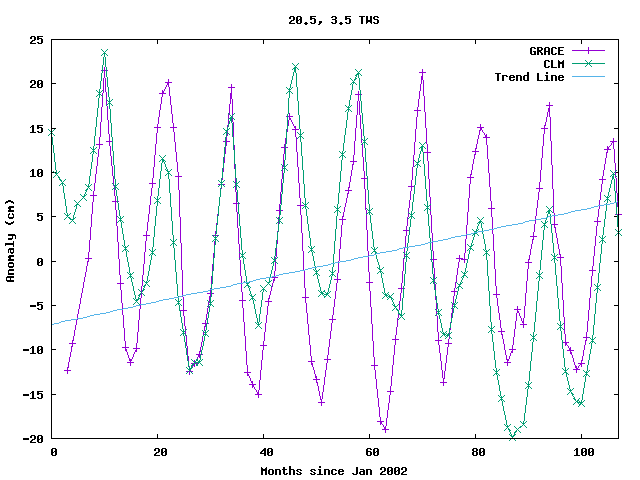 20.5, 3.5 TWS
GRACE
CLM
Trend Line
25
20
15
10
5
0
-5
-10
-15
-20
Anomaly (cm)
0 20 40 60 80 100
Months since Jan 2002